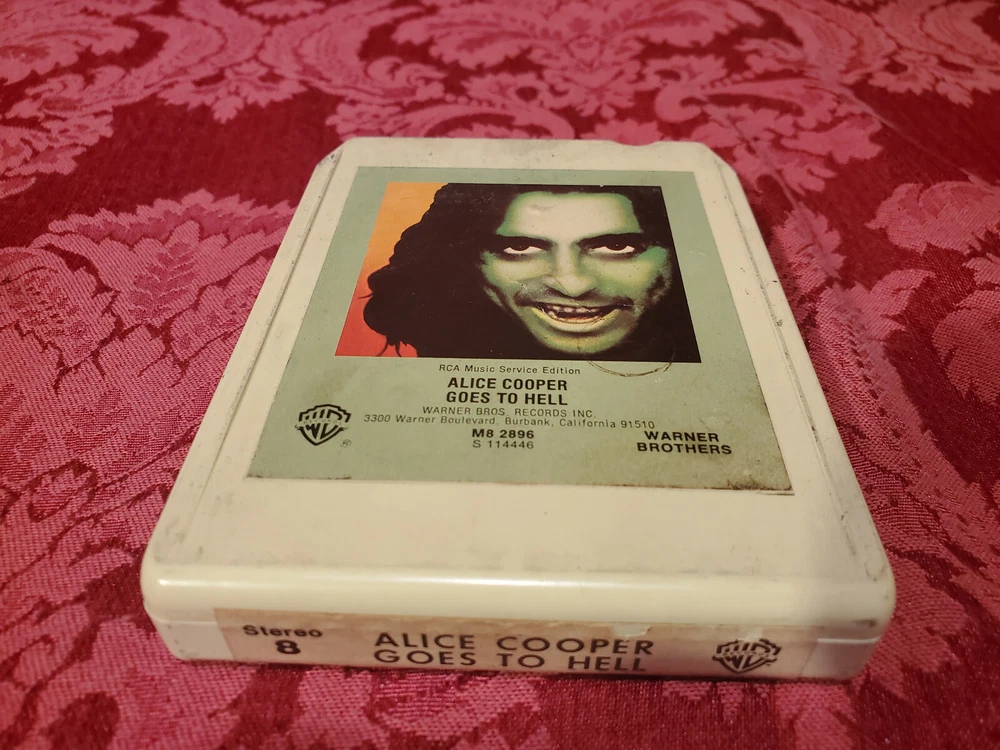 RCA Music Service Edition
ALICE COOPER
GOES TO HELL
WARNER BROS. RECORDS INC.
3300 Warner Boulevard, Burbank, California 91510
M8 2896
S 114446
WARNER
BROTHERS
®
Stereo
8
ALICE COOPER
GOES TO HELL